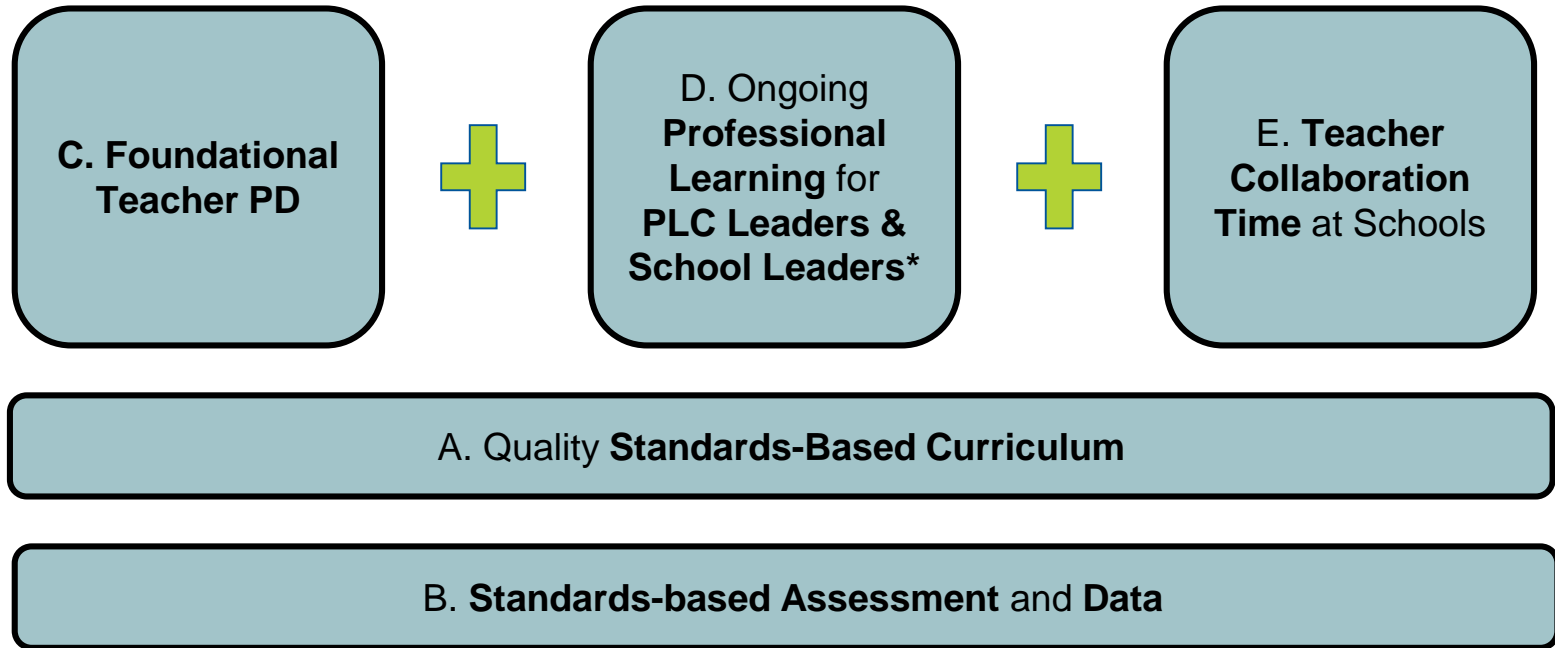 C. Foundational
Teacher PD
D. Ongoing
Professional
Learning for
PLC Leaders &
School Leaders*
E. Teacher
Collaboration
Time at Schools
A. Quality Standards-Based Curriculum
B. Standards-based Assessment and Data